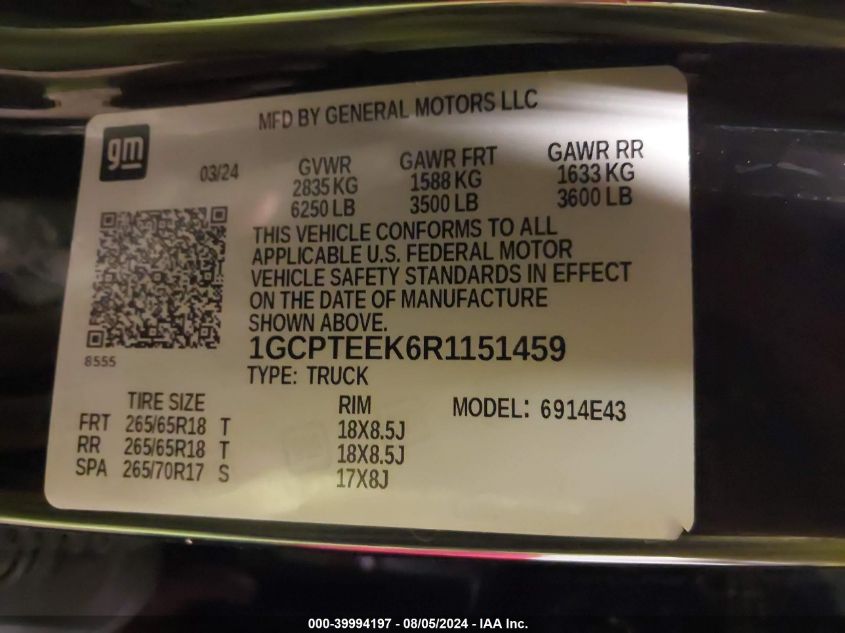 MFD BY GENERAL MOTORS LLC
gm
03/24
GVWR GAWR FRT GAWR RR
2835 KG 1588 KG 1633 KG
6250 LB 3500 LB 3600 LB
THIS VEHICLE CONFORMS TO ALL
APPLICABLE U.S. FEDERAL MOTOR
VEHICLE SAFETY STANDARDS IN EFFECT
ON THE DATE OF MANUFACTURE
SHOWN ABOVE.
8555
1GCPTEEK6R1151459
TYPE: TRUCK
TIRE SIZE RIM MODEL: 6914E43
FRT 265/65R18 T 18X8.5J
RR 265/65R18 T 18X8.5J
SPA 265/70R17 S 17X8J
000-39994197 - 08/05/2024 - IAA Inc.